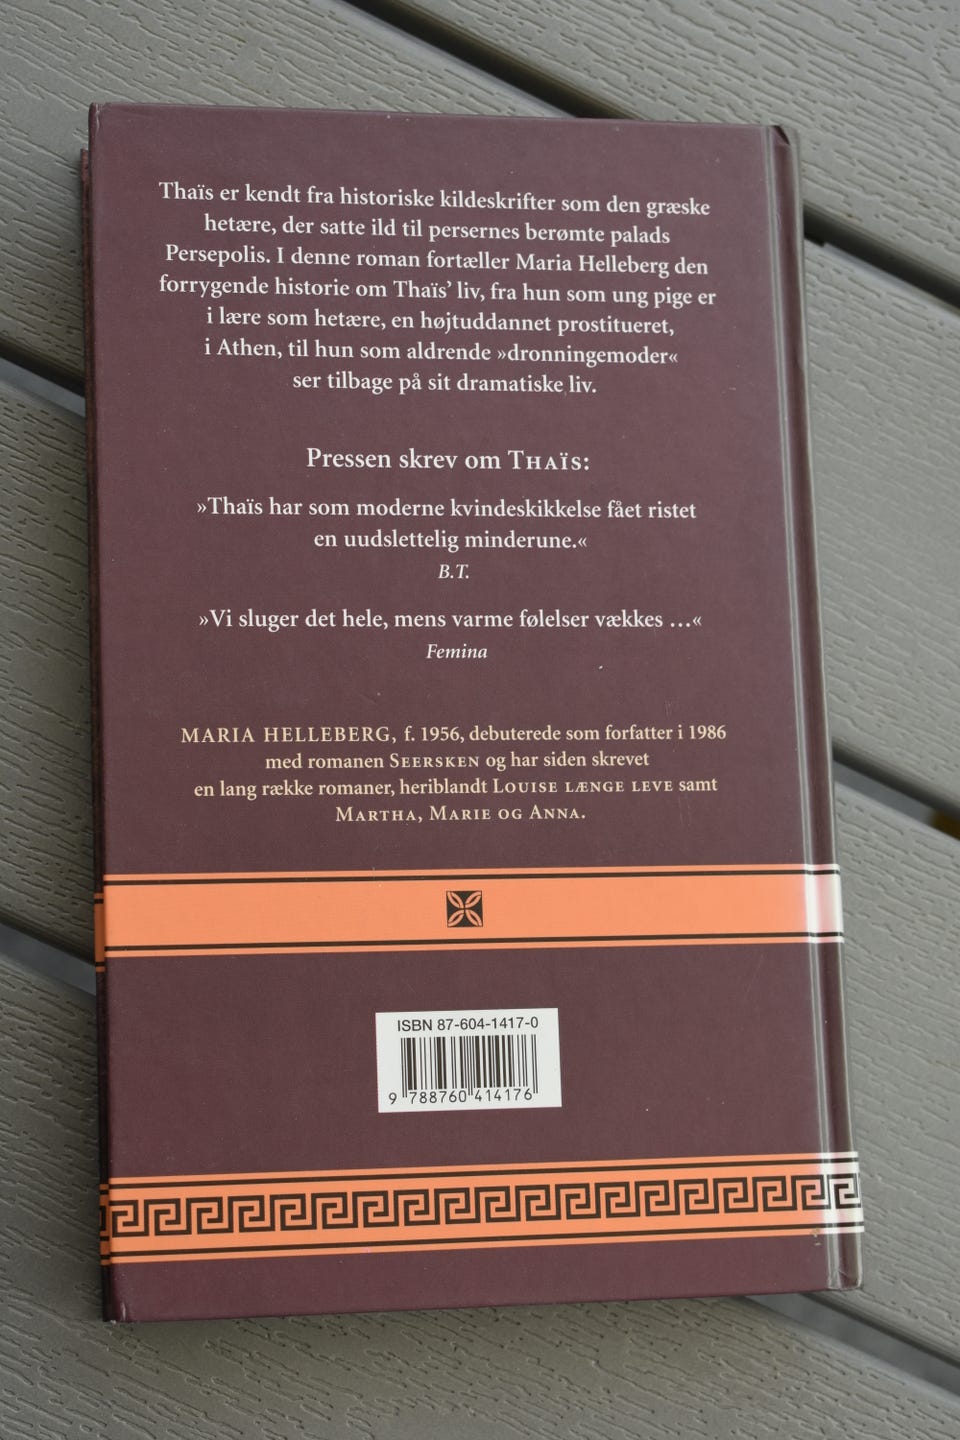 Thaïs er kendt fra historiske kildeskrifter som den græske
hetære, der satte ild til persernes berømte palads
Persepolis. I denne roman fortæller Maria Helleberg den
forrygende historie om Thaïs’ liv, fra hun som ung pige er
i lære som hetære, en højtuddannet prostitueret,
i Athen, til hun som aldrende »dronningemoder«
ser tilbage på sit dramatiske liv.
Pressen skrev om THAÏS:
»Thaïs har som moderne kvindeskikkelse fået ristet
en uudslettelig minderune.«
B.T.
»Vi sluger det hele, mens varme følelser vækkes …«
Femina
MARIA HELLEBERG, f. 1956, debuterede som forfatter i 1986
med romanen SEERSKEN og har siden skrevet
en lang række romaner, heriblandt LOUISE LÆNGE LEVE samt
MARTHA, MARIE OG ANNA.
ISBN 87-604-1417-0
9 788760 414176